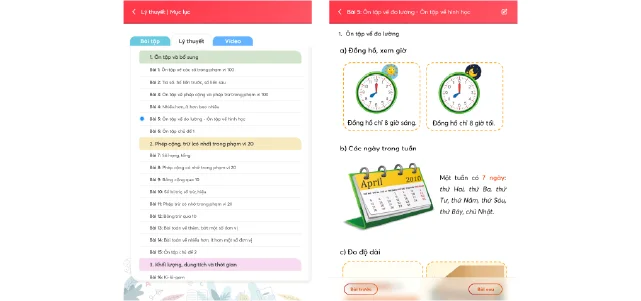 Lý thuyết | Mục lục
Bài tập
Lý thuyết
Video
1. Ôn tập và bổ sung
Bài 1: Ôn tập về các số trong phạm vi 100
Bài 2: Tia số. Số liền trước, số liền sau
Bài 3: Ôn tập về phép cộng và phép trừ trong phạm vi 100
Bài 4: Nhiều hơn, ít hơn bao nhiêu
Bài 5: Ôn tập về đo lường - Ôn tập về hình học
Bài 6: Ôn tập chủ đề 1
2. Phép cộng, trừ (có nhớ) trong phạm vi 20
Bài 7: Số hạng, tổng
Bài 8: Phép cộng có nhớ trong phạm vi 20
Bài 9: Bảng cộng qua 10
Bài 10: Số bị trừ, số trừ, hiệu
Bài 11: Phép trừ có nhớ trong phạm vi 20
Bài 12: Bảng trừ qua 10
Bài 13: Bài toán về thêm, bớt một số đơn vị
Bài 14: Bài toán về nhiều hơn, ít hơn một số đơn vị
Bài 15: Ôn tập chủ đề 2
3. Khối lượng, dung tích và thời gian
Bài 16: Ki-lô-gam
Bài 5: Ôn tập về đo lường - Ôn tập về hình học
1. Ôn tập về đo lường
a) Đồng hồ, xem giờ
Đồng hồ chỉ 8 giờ sáng.
Đồng hồ chỉ 8 giờ tối.
b) Các ngày trong tuần
April
2010
Một tuần có 7 ngày:
thứ Hai, thứ Ba, thứ
Tư, thứ Năm, thứ Sáu,
thứ Bảy, chủ Nhật.
c) Đo độ dài
Bài trước
Bài sau